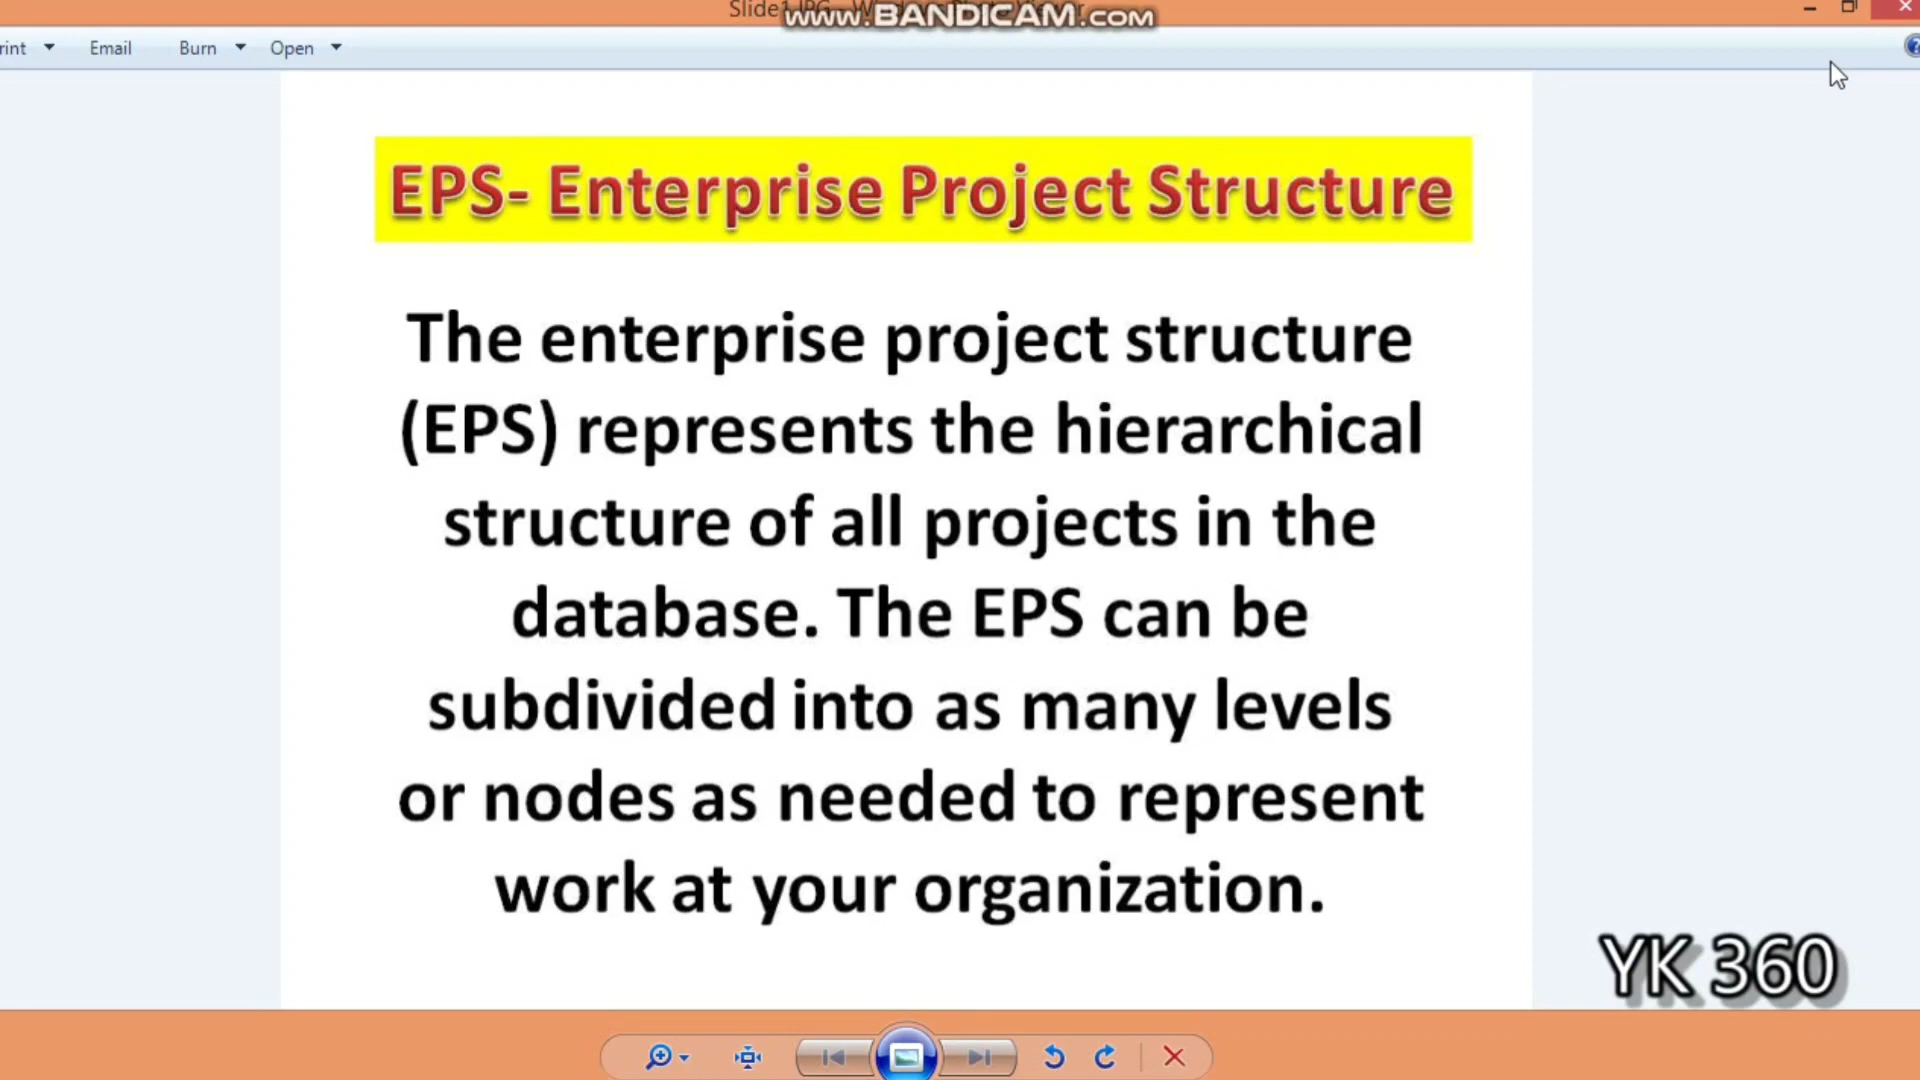 Slide1.JPG
www.BANDICAM.com
rint
Email
Burn
Open
EPS- Enterprise Project Structure
The enterprise project structure
(EPS) represents the hierarchical
structure of all projects in the
database. The EPS can be
subdivided into as many levels
or nodes as needed to represent
work at your organization.
YK 360